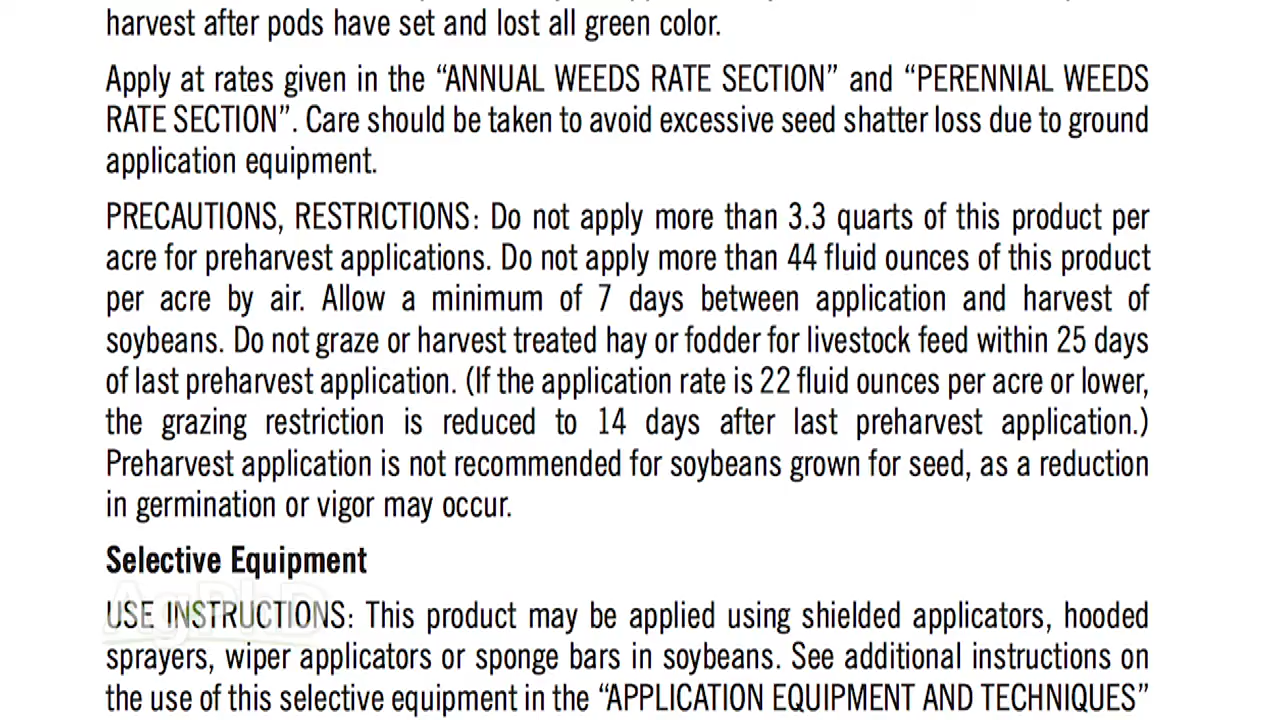 harvest after pods have set and lost all green color.
Apply at rates given in the “ANNUAL WEEDS RATE SECTION” and “PERENNIAL WEEDS
RATE SECTION”. Care should be taken to avoid excessive seed shatter loss due to ground
application equipment.
PRECAUTIONS, RESTRICTIONS: Do not apply more than 3.3 quarts of this product per
acre for preharvest applications. Do not apply more than 44 fluid ounces of this product
per acre by air. Allow a minimum of 7 days between application and harvest of
soybeans. Do not graze or harvest treated hay or fodder for livestock feed within 25 days
of last preharvest application. (If the application rate is 22 fluid ounces per acre or lower,
the grazing restriction is reduced to 14 days after last preharvest application.)
Preharvest application is not recommended for soybeans grown for seed, as a reduction
in germination or vigor may occur.
Selective Equipment
AgPhD
USE INSTRUCTIONS: This product may be applied using shielded applicators, hooded
sprayers, wiper applicators or sponge bars in soybeans. See additional instructions on
the use of this selective equipment in the “APPLICATION EQUIPMENT AND TECHNIQUES”